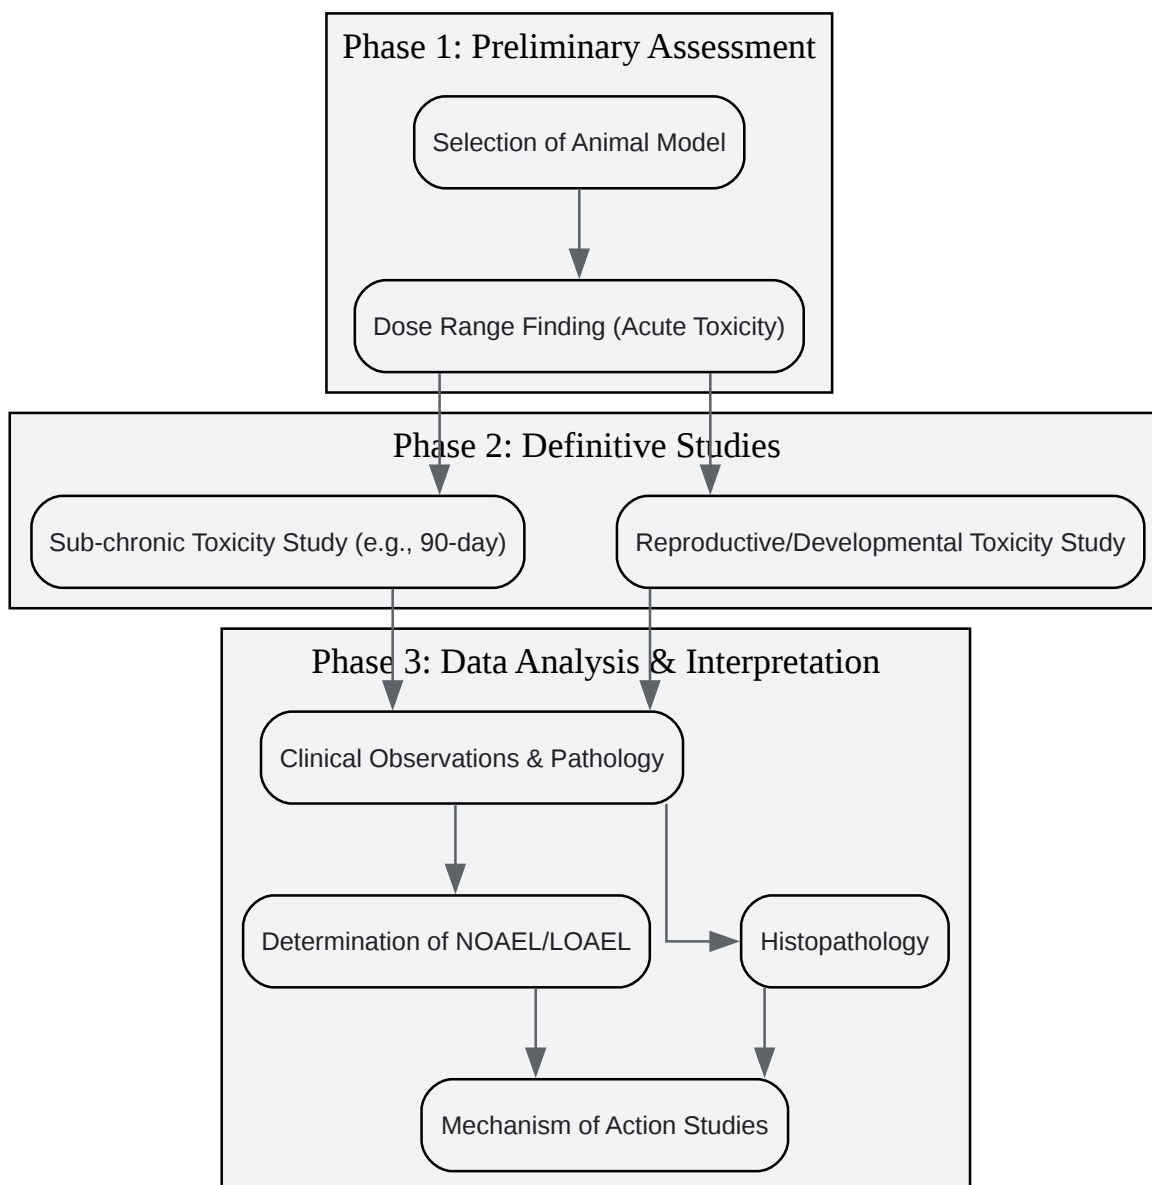 Phase 1: Preliminary Assessment
Selection of Animal Model
Dose Range Finding (Acute Toxicity)
Phase 2: Definitive Studies
Sub-chronic Toxicity Study (e.g., 90-day)
Reproductive/Developmental Toxicity Study
Phase 3: Data Analysis & Interpretation
Clinical Observations & Pathology
Determination of NOAEL/LOAEL
Histopathology
Mechanism of Action Studies